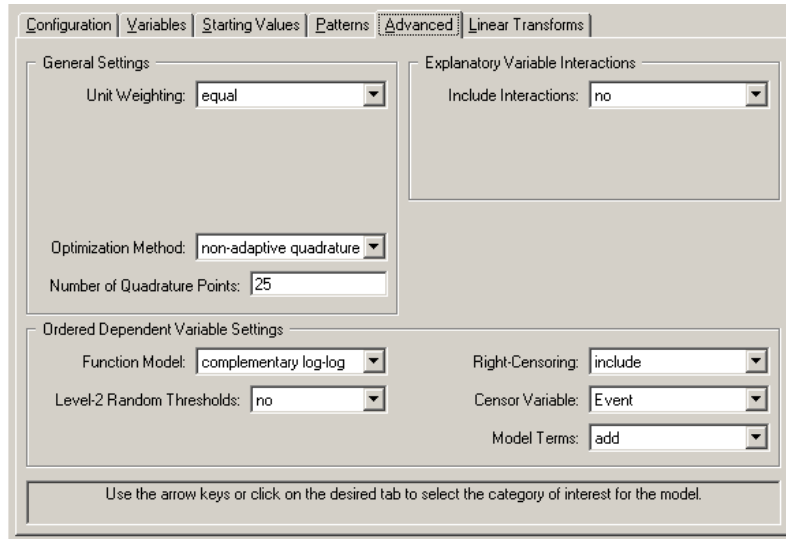 Configuration Variables Starting Values Patterns Advanced Linear Transforms
General Settings
Unit Weighting: equal
Optimization Method: non-adaptive quadrature
Number of Quadrature Points: 25
Explanatory Variable Interactions
Include Interactions: no
Ordered Dependent Variable Settings
Function Model: complementary log-log
Level-2 Random Thresholds: no
Right-Censoring: include
Censor Variable: Event
Model Terms: add
Use the arrow keys or click on the desired tab to select the category of interest for the model.